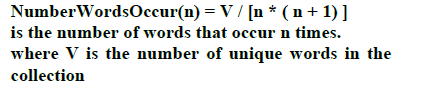 NumberWordsOccur(n) = V / [n * ( n + 1) ]
is the number of words that occur n times.
where V is the number of unique words in the
collection